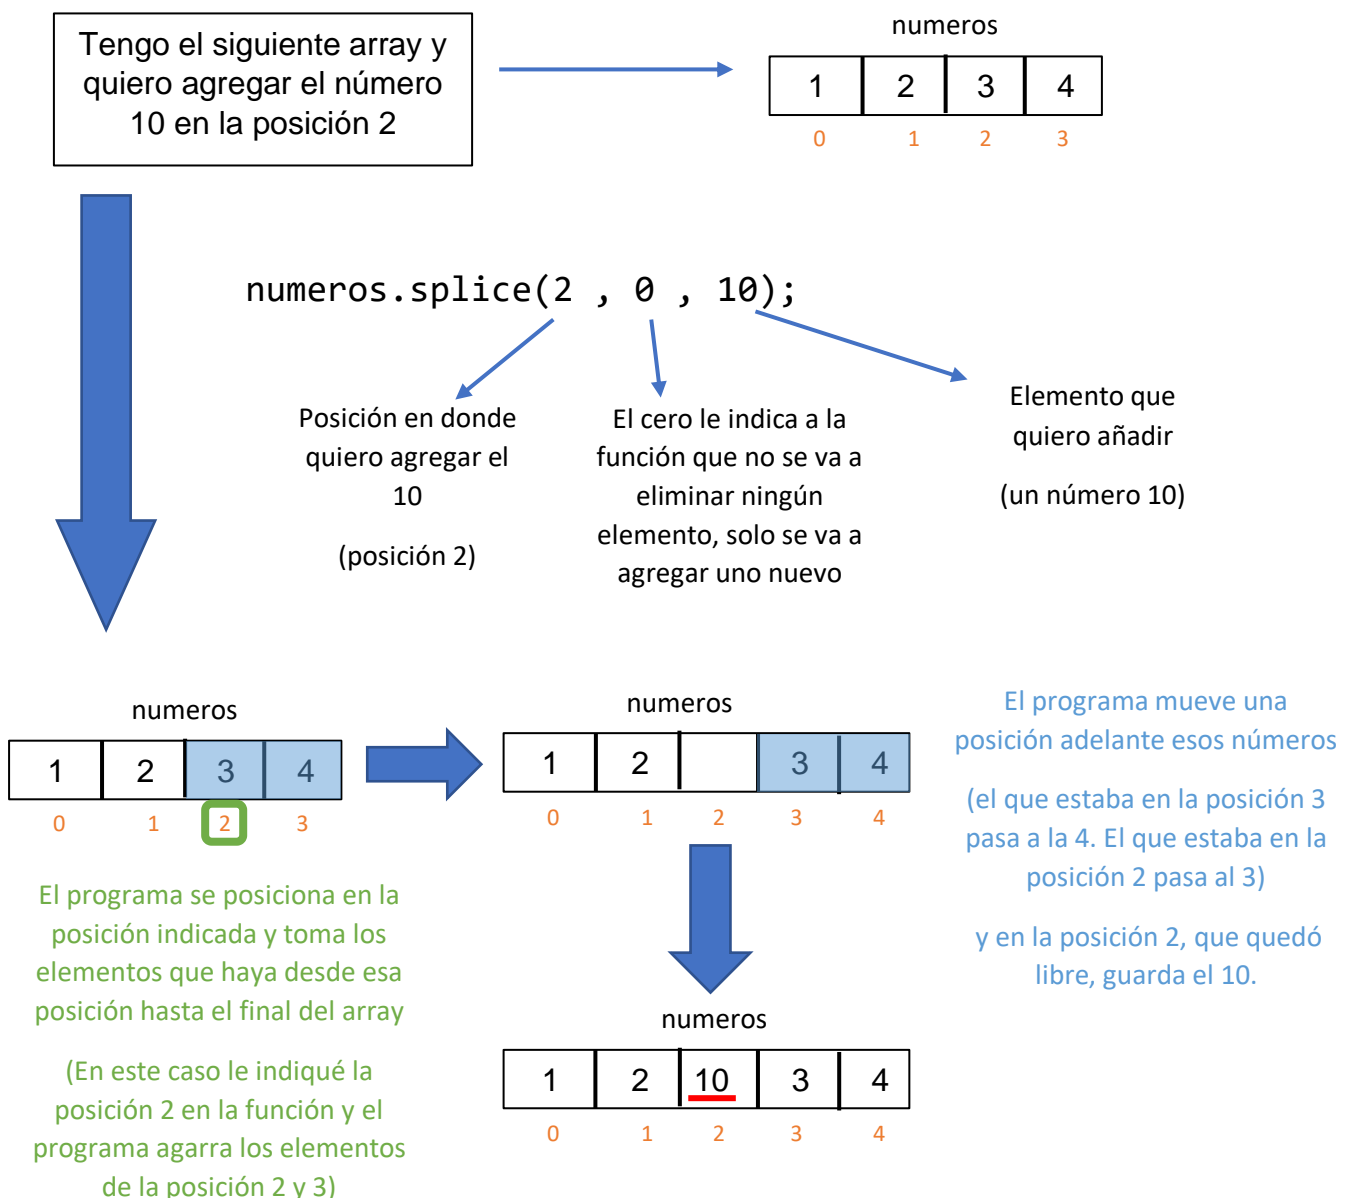 Tengo el siguiente array y
quiero agregar el número
10 en la posición 2
numeros
1 2 3 4
0 1 2 3
numeros.splice(2 , 0 , 10);
Posición en donde
quiero agregar el
10
(posición 2)
El cero le indica a la
función que no se va a
eliminar ningún
elemento, solo se va a
agregar uno nuevo
Elemento que
quiero añadir
(un número 10)
numeros
1 2 3 4
0 1 2 3
El programa se posiciona en la
posición indicada y toma los
elementos que haya desde esa
posición hasta el final del array
(En este caso le indiqué la
posición 2 en la función y el
programa agarra los elementos
de la posición 2 y 3)
numeros
1 2 3 4
0 1 2 3 4
El programa mueve una
posición adelante esos números
(el que estaba en la posición 3
pasa a la 4. El que estaba en la
posición 2 pasa al 3)
y en la posición 2, que quedó
libre, guarda el 10.
numeros
1 2 10 3 4
0 1 2 3 4